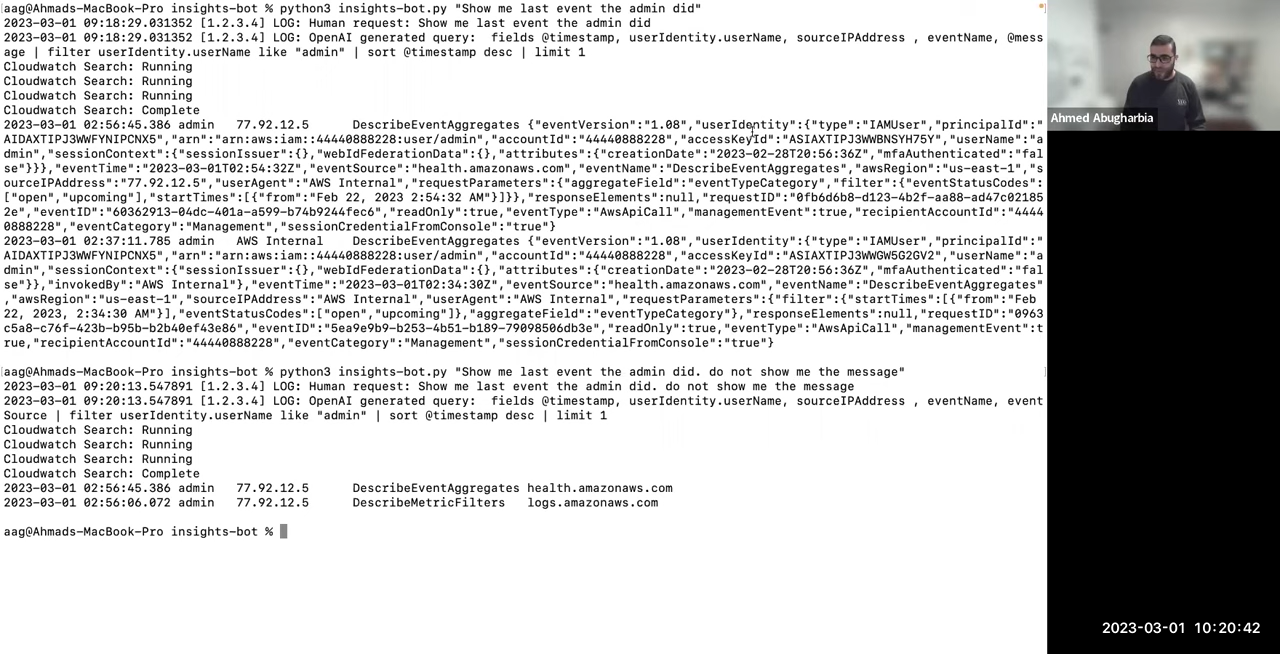 aag@Ahmads-MacBook-Pro insights-bot % python3 insights-bot.py "Show me last event the admin did"
2023-03-01 09:18:29.031352 [1.2.3.4] LOG: Human request: Show me last event the admin did
2023-03-01 09:18:29.031352 [1.2.3.4] LOG: OpenAI generated query:  fields @timestamp, userIdentity.userName, sourceIPAddress , eventName, @mess
age | filter userIdentity.userName like "admin" | sort @timestamp desc | limit 1
Cloudwatch Search: Running
Cloudwatch Search: Running
Cloudwatch Search: Running
Cloudwatch Search: Complete
2023-03-01 02:56:45.386 admin   77.92.12.5      DescribeEventAggregates {"eventVersion":"1.08","userIdentity":{"type":"IAMUser","principalId":"
AIDAXTIPJ3WWFYNIPCNX5","arn":"arn:aws:iam::44440888228:user/admin","accountId":"44440888228","accessKeyId":"ASIAXTIPJ3WWBNSYH75Y","userName":"a
dmin","sessionContext":{"sessionIssuer":{},"webIdFederationData":{},"attributes":{"creationDate":"2023-02-28T20:56:36Z","mfaAuthenticated":"fal
se"}}},"eventTime":"2023-03-01T02:54:32Z","eventSource":"health.amazonaws.com","eventName":"DescribeEventAggregates","awsRegion":"us-east-1","s
ourceIPAddress":"77.92.12.5","userAgent":"AWS Internal","requestParameters":{"aggregateField":"eventTypeCategory","filter":{"eventStatusCodes":
["open","upcoming"],"startTimes":[{"from":"Feb 22, 2023 2:54:32 AM"}]}},"responseElements":null,"requestID":"0fb6d6b8-d123-4b2f-aa88-ad47c02185
2e","eventID":"60362913-04dc-401a-a599-b74b9244fec6","readOnly":true,"eventType":"AwsApiCall","managementEvent":true,"recipientAccountId":"4444
0888228","eventCategory":"Management","sessionCredentialFromConsole":"true"}
2023-03-01 02:37:11.785 admin   AWS Internal    DescribeEventAggregates {"eventVersion":"1.08","userIdentity":{"type":"IAMUser","principalId":"
AIDAXTIPJ3WWFYNIPCNX5","arn":"arn:aws:iam::44440888228:user/admin","accountId":"44440888228","accessKeyId":"ASIAXTIPJ3WWGW5G2GV2","userName":"a
dmin","sessionContext":{"sessionIssuer":{},"webIdFederationData":{},"attributes":{"creationDate":"2023-02-28T20:56:36Z","mfaAuthenticated":"fal
se"}},"invokedBy":"AWS Internal"},"eventTime":"2023-03-01T02:34:30Z","eventSource":"health.amazonaws.com","eventName":"DescribeEventAggregates"
,"awsRegion":"us-east-1","sourceIPAddress":"AWS Internal","userAgent":"AWS Internal","requestParameters":{"filter":{"startTimes":[{"from":"Feb
22, 2023, 2:34:30 AM"}],"eventStatusCodes":["open","upcoming"]},"aggregateField":"eventTypeCategory"},"responseElements":null,"requestID":"0963
c5a8-c76f-423b-b95b-b2b40ef43e86","eventID":"5ea9e9b9-b253-4b51-b189-79098506db3e","readOnly":true,"eventType":"AwsApiCall","managementEvent":t
rue,"recipientAccountId":"44440888228","eventCategory":"Management","sessionCredentialFromConsole":"true"}
aag@Ahmads-MacBook-Pro insights-bot % python3 insights-bot.py "Show me last event the admin did. do not show me the message"
2023-03-01 09:20:13.547891 [1.2.3.4] LOG: Human request: Show me last event the admin did. do not show me the message
2023-03-01 09:20:13.547891 [1.2.3.4] LOG: OpenAI generated query:  fields @timestamp, userIdentity.userName, sourceIPAddress , eventName, event
Source | filter userIdentity.userName like "admin" | sort @timestamp desc | limit 1
Cloudwatch Search: Running
Cloudwatch Search: Running
Cloudwatch Search: Running
Cloudwatch Search: Complete
2023-03-01 02:56:45.386 admin   77.92.12.5      DescribeEventAggregates health.amazonaws.com
2023-03-01 02:56:06.072 admin   77.92.12.5      DescribeMetricFilters   logs.amazonaws.com
aag@Ahmads-MacBook-Pro insights-bot %
Ahmed Abugharbia
2023-03-01 10:20:42